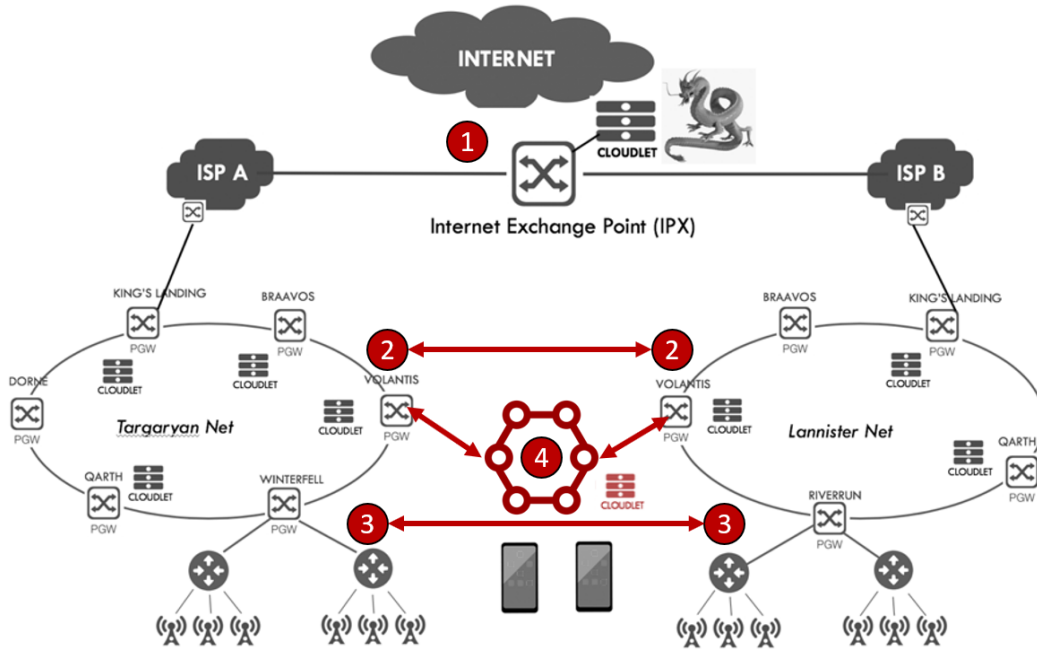 INTERNET
1
CLOUDLET
ISP A
ISP B
Internet Exchange Point (IPX)
KING'S LANDING
BRAAVOS
BRAAVOS
KING'S LANDING
PGW
PGW
PGW
PGW
2
2
CLOUDLET
CLOUDLET
CLOUDLET
DORNE
VOLANTIS
VOLANTIS
PGW
CLOUDLET
PGW
PGW
CLOUDLET
Targaryan Net
Lannister Net
4
QARTH
CLOUDLET
WINTERFELL
CLOUDLET
CLOUDLET
QARTH
PGW
PGW
PGW
RIVERRUN
PGW
3
3
A
A
A
A
A
A
A
A
A
A
A
A